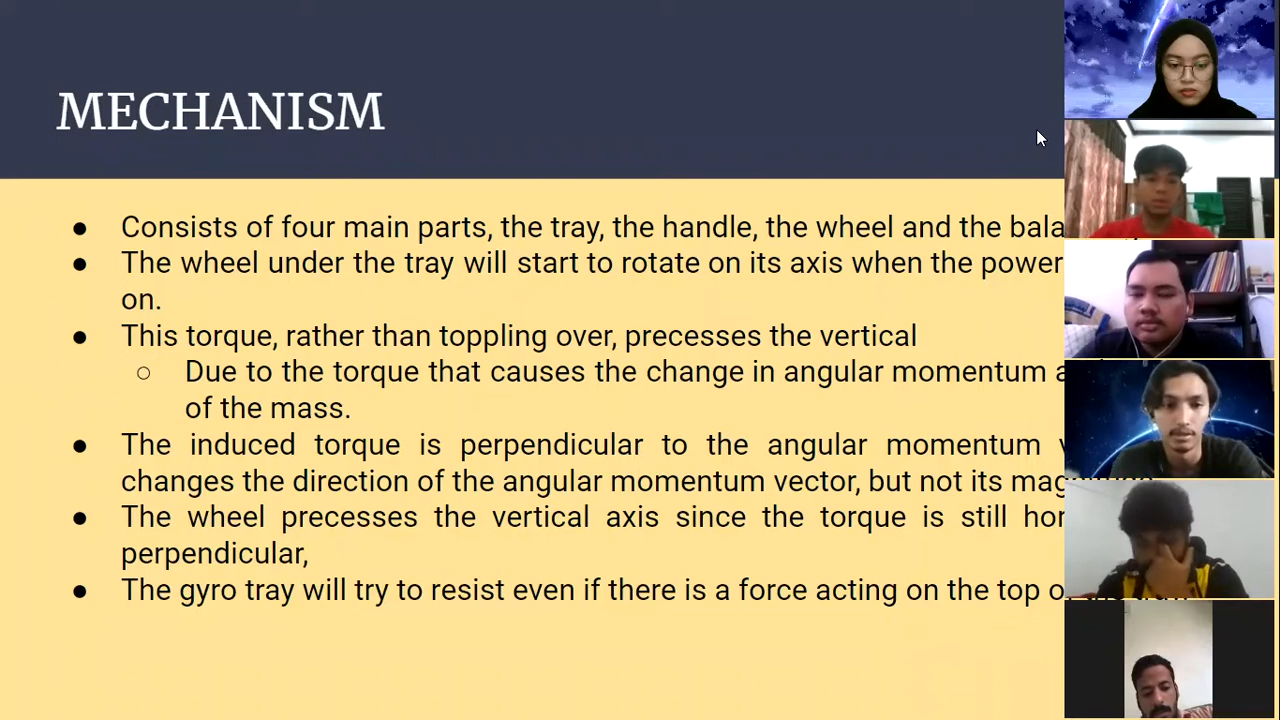 MECHANISM
● Consists of four main parts, the tray, the handle, the wheel and the
● The wheel under the tray will start to rotate on its axis when the power
on.
● This torque, rather than toppling over, precesses the vertical
○ Due to the torque that causes the change in angular momentum
of the mass.
● The induced torque is perpendicular to the angular momentum
changes the direction of the angular momentum vector, but not its
● The wheel precesses the vertical axis since the torque is still
perpendicular,
● The gyro tray will try to resist even if there is a force acting on the top